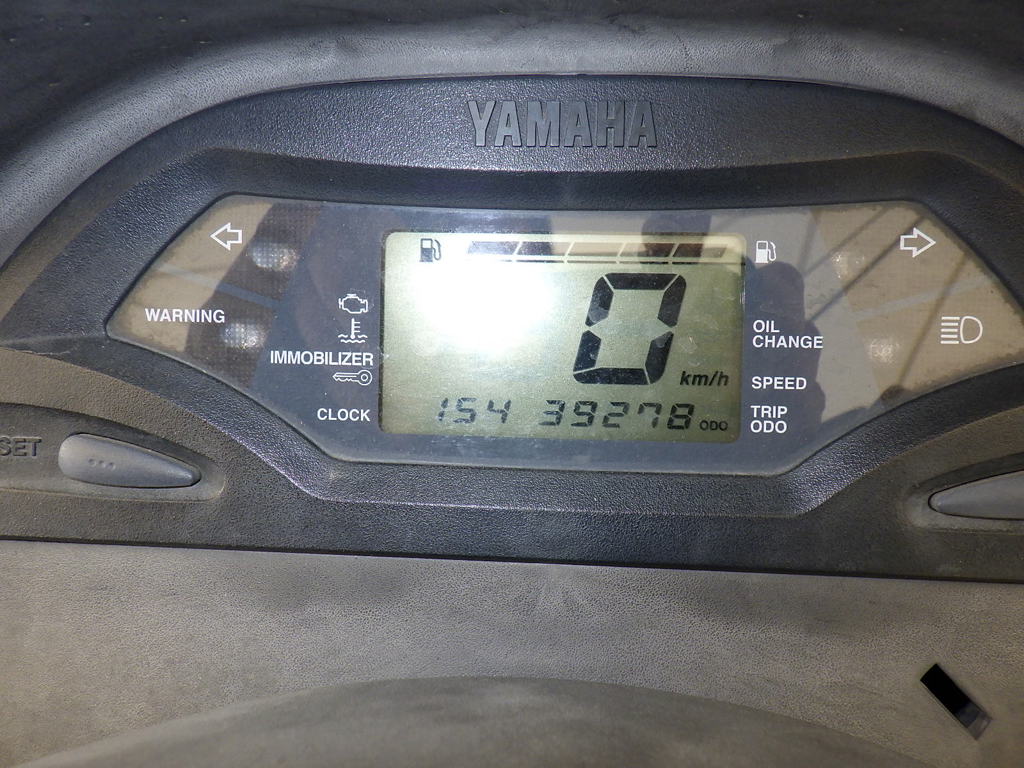 YAMAHA
WARNING
IMMOBILIZER
CLOCK
0
km/h
154 39278 ODO
OIL
CHANGE
SPEED
TRIP
ODO
SET